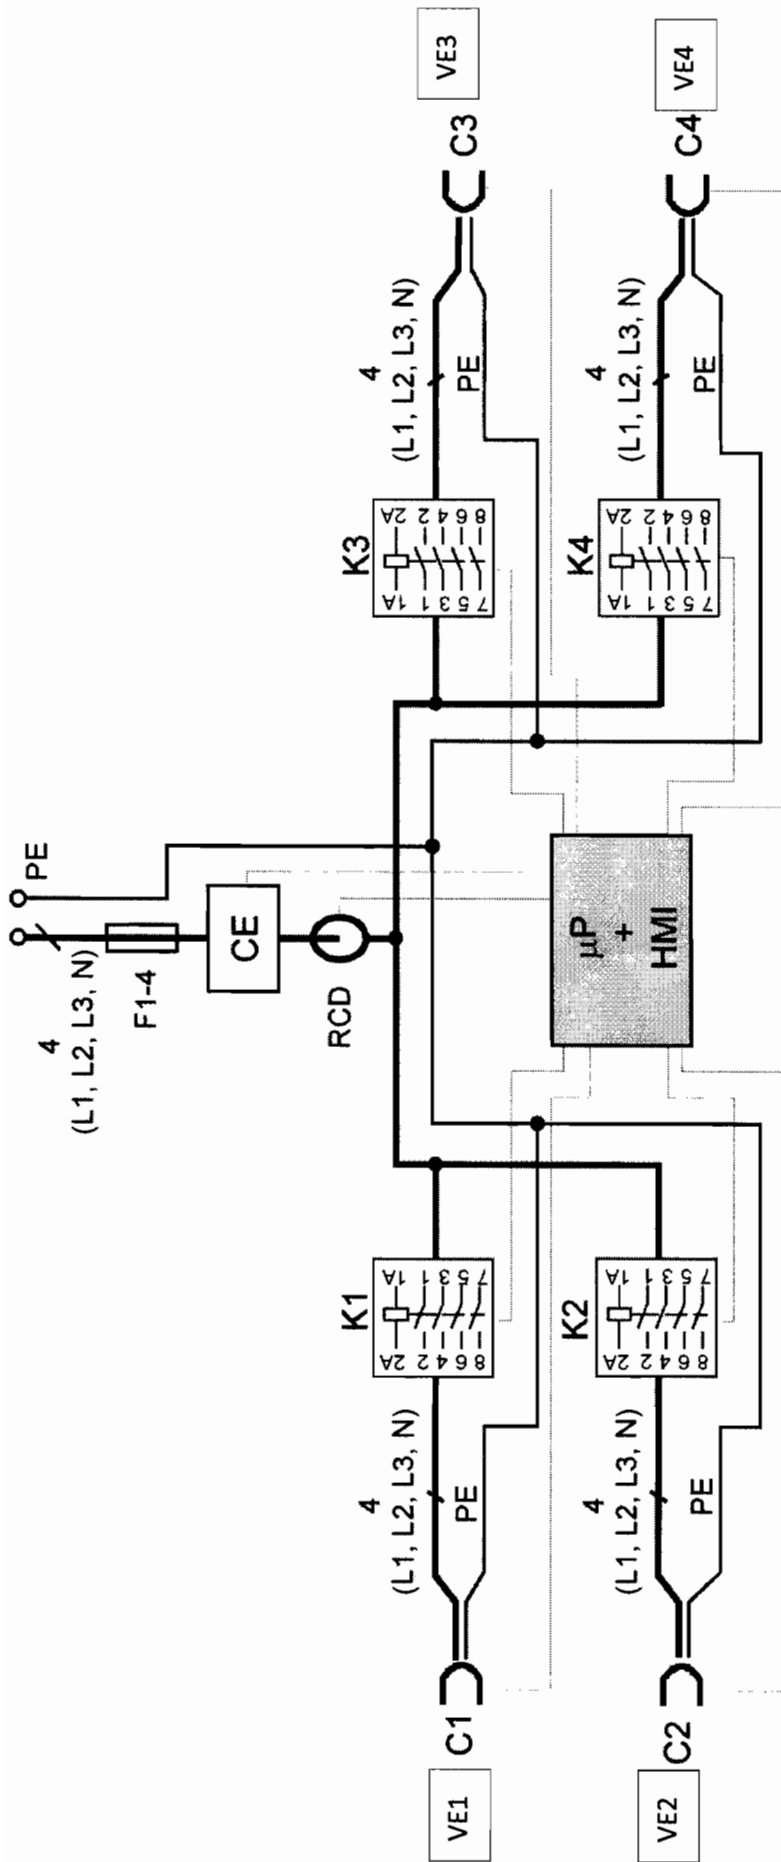 PE
4
(L1, L2, L3, N)
F1-4
CE
RCD
µP
+
HMI
K1
2A 1A
2 1
4 3
6 5
8 7
4
(L1, L2, L3, N)
PE
C1
VE1
K2
2A 1A
2 1
4 3
6 5
8 7
4
(L1, L2, L3, N)
PE
C2
VE2
K3
1A 2A
1 2
3 4
5 6
7 8
4
(L1, L2, L3, N)
PE
C3
VE3
K4
1A 2A
1 2
3 4
5 6
7 8
4
(L1, L2, L3, N)
PE
C4
VE4